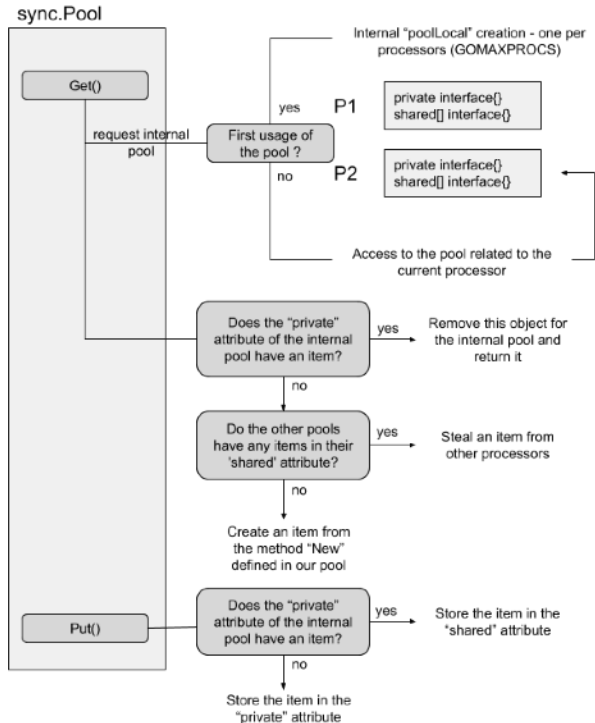 sync.Pool
Internal “poolLocal” creation - one per
processors (GOMAXPROCS)
Get()
yes
P1
private interface{}
shared[] interface{}
request internal
pool
First usage of
the pool ?
no
P2
private interface{}
shared[] interface{}
Access to the pool related to the
current processor
Does the “private”
attribute of the internal
pool have an item?
yes
Remove this object for
the internal pool and
return it
no
Do the other pools
have any items in their
'shared' attribute?
yes
Steal an item from
other processors
no
Create an item from
the method “New”
defined in our pool
Put()
Does the “private”
attribute of the internal
pool have an item?
yes
Store the item in the
“shared” attribute
no
Store the item in the
“private” attribute